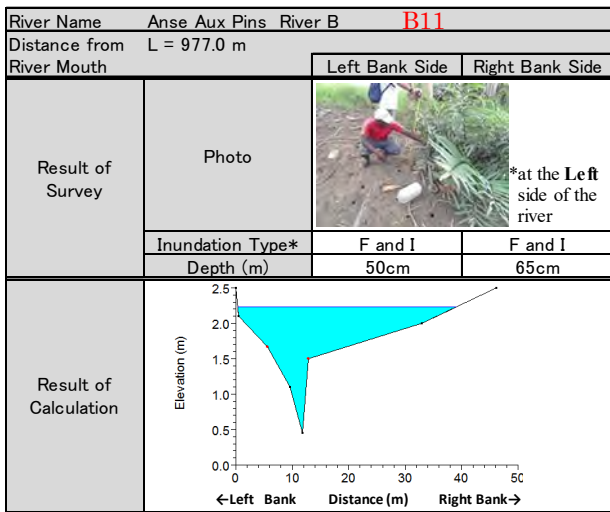 River Name Anse Aux Pins River B B11
Distance from River Mouth L = 977.0 m
Left Bank Side Right Bank Side
Result of Survey
Photo
*at the Left
side of the
river
Inundation Type* F and I F and I
Depth (m) 50cm 65cm
Result of
Calculation
Elevation (m)
2.5
2.0
1.5
1.0
0.5
0.0
0 10 20 30 40 50
←Left Bank Distance (m) Right Bank→